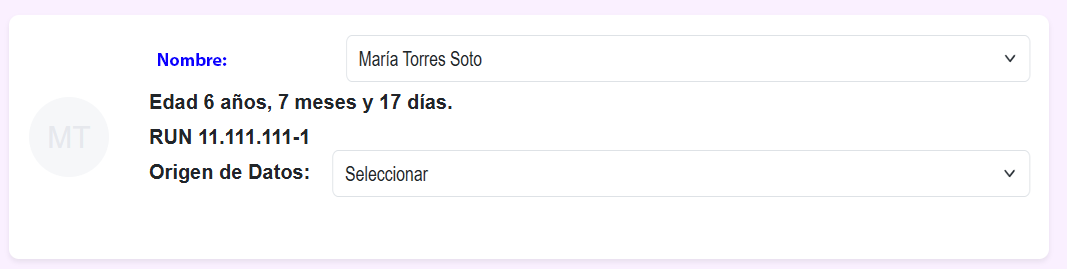 Nombre: María Torres Soto
MT
Edad 6 años, 7 meses y 17 días.
RUN 11.111.111-1
Origen de Datos: Seleccionar